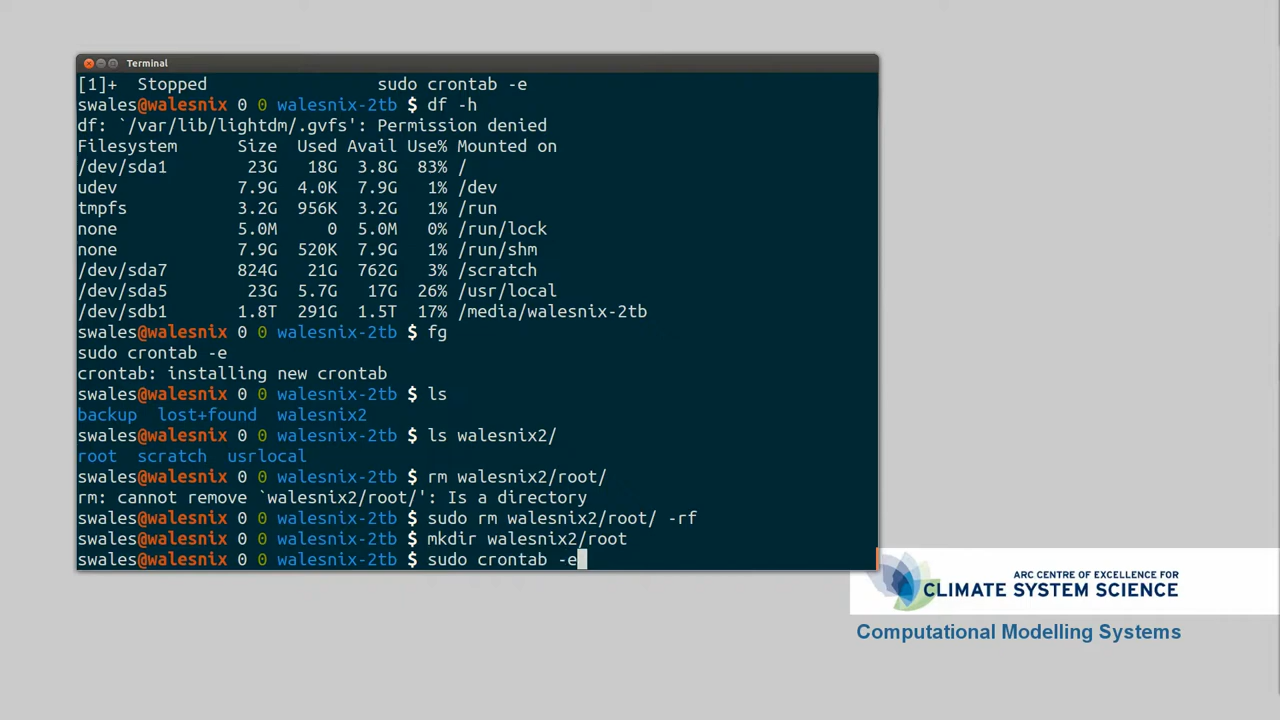 Terminal
[1]+  Stopped                 sudo crontab -e
swales@walesnix 0 0 walesnix-2tb $ df -h
df: `/var/lib/lightdm/.gvfs': Permission denied
Filesystem      Size  Used Avail Use% Mounted on
/dev/sda1        23G   18G  3.8G  83% /
udev            7.9G  4.0K  7.9G   1% /dev
tmpfs           3.2G  956K  3.2G   1% /run
none            5.0M     0  5.0M   0% /run/lock
none            7.9G  520K  7.9G   1% /run/shm
/dev/sda7       824G   21G  762G   3% /scratch
/dev/sda5        23G  5.7G   17G  26% /usr/local
/dev/sdb1       1.8T  291G  1.5T  17% /media/walesnix-2tb
swales@walesnix 0 0 walesnix-2tb $ fg
sudo crontab -e
crontab: installing new crontab
swales@walesnix 0 0 walesnix-2tb $ ls
backup  lost+found  walesnix2
swales@walesnix 0 0 walesnix-2tb $ ls walesnix2/
root  scratch  usrlocal
swales@walesnix 0 0 walesnix-2tb $ rm walesnix2/root/
rm: cannot remove `walesnix2/root/': Is a directory
swales@walesnix 0 0 walesnix-2tb $ sudo rm walesnix2/root/ -rf
swales@walesnix 0 0 walesnix-2tb $ mkdir walesnix2/root
swales@walesnix 0 0 walesnix-2tb $ sudo crontab -e
ARC CENTRE OF EXCELLENCE FOR
CLIMATE SYSTEM SCIENCE
Computational Modelling Systems